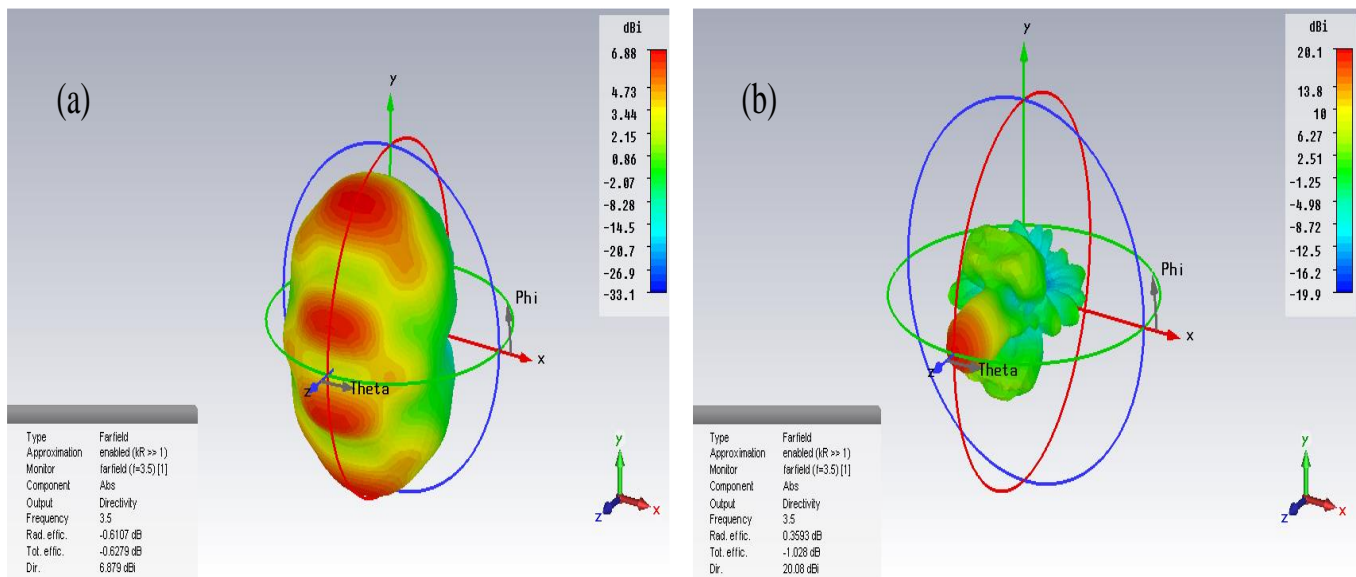 (a)
dBi
6.88
4.73
3.44
2.15
0.86
-2.07
-8.28
-14.5
-20.7
-26.9
-33.1
y
Phi
x
z
Theta
Type Farfield
Approximation enabled (kR >> 1)
Monitor farfield (f=3.5) [1]
Component Abs
Output Directivity
Frequency 3.5
Rad. effic. -0.6107 dB
Tot. effic. -0.6279 dB
Dir. 6.879 dBi
y
z
x
(b)
dBi
20.1
13.8
10
6.27
2.51
-1.25
-4.98
-8.72
-12.5
-16.2
-19.9
y
Phi
x
z
Theta
Type Farfield
Approximation enabled (kR >> 1)
Monitor farfield (f=3.5) [1]
Component Abs
Output Directivity
Frequency 3.5
Rad. effic. 0.3593 dB
Tot. effic. -1.028 dB
Dir. 20.08 dBi
y
z
x